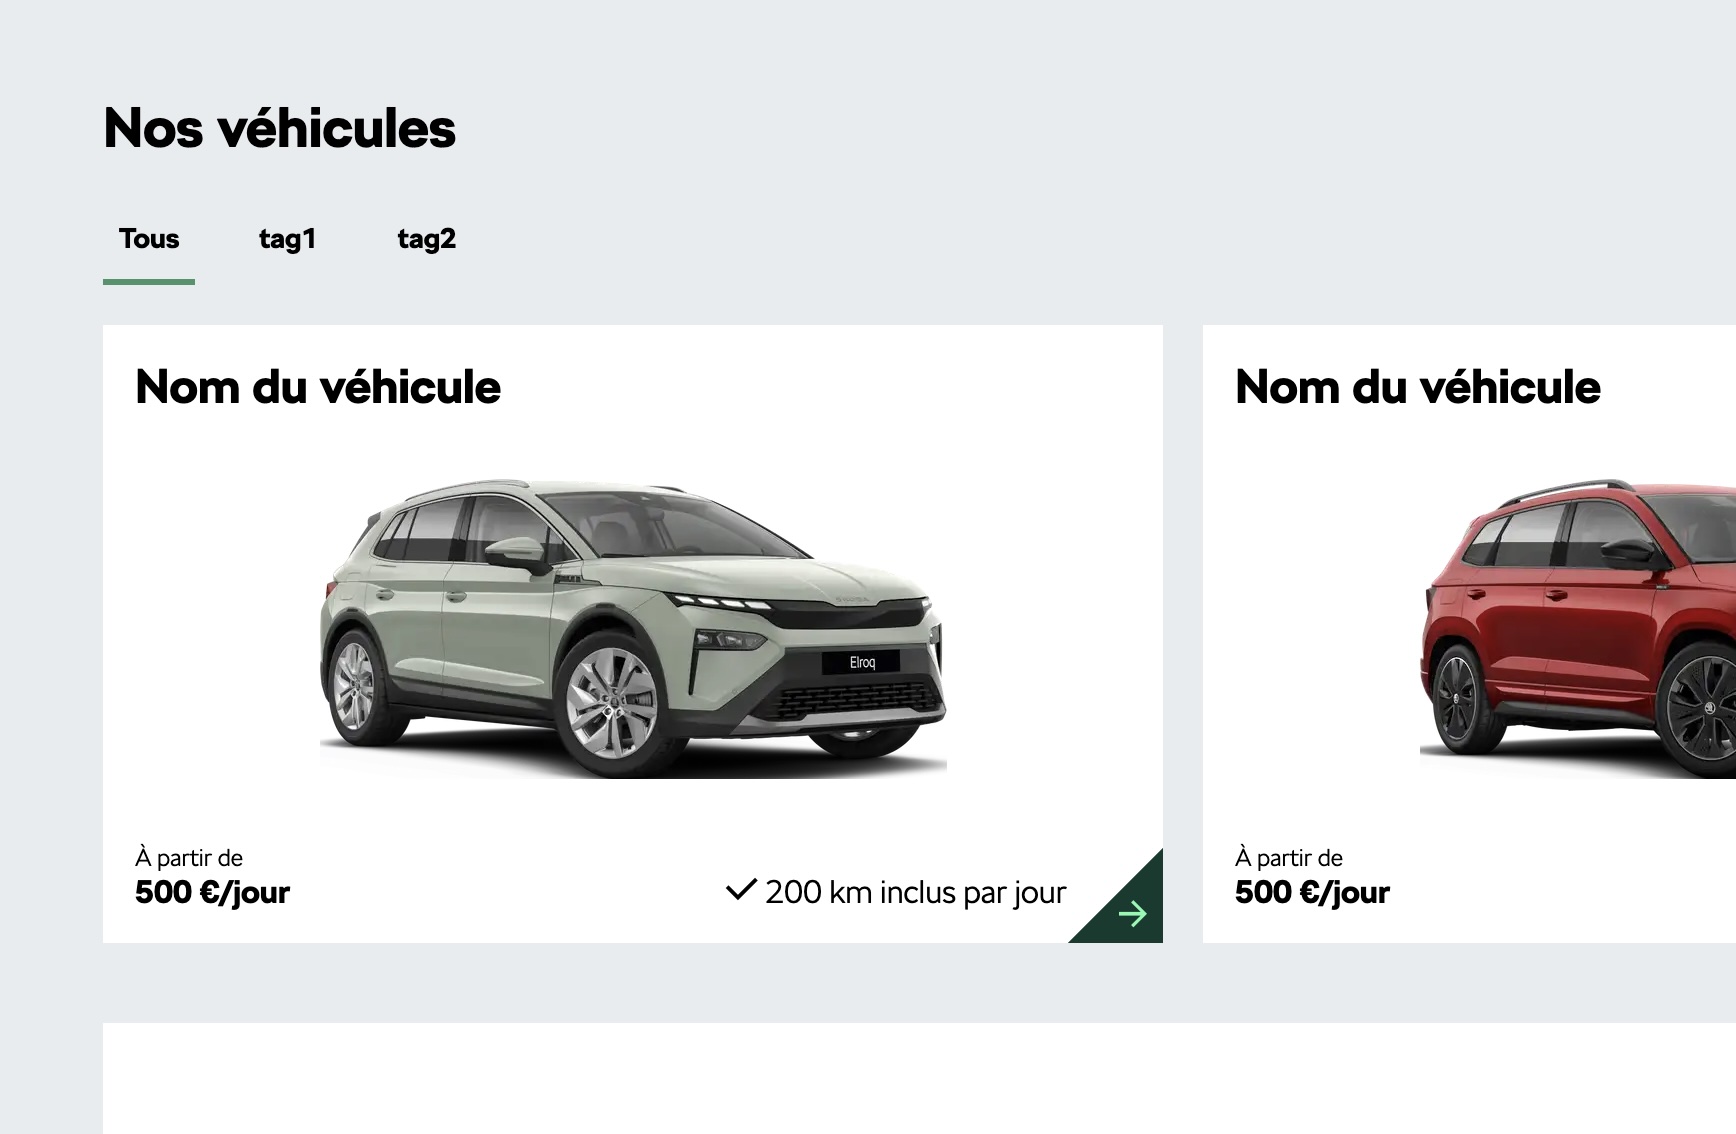 Nos véhicules
Tous tag1 tag2
Nom du véhicule
Elroq
À partir de
500 €/jour
200 km inclus par jour
Nom du véhicule
À partir de
500 €/jour